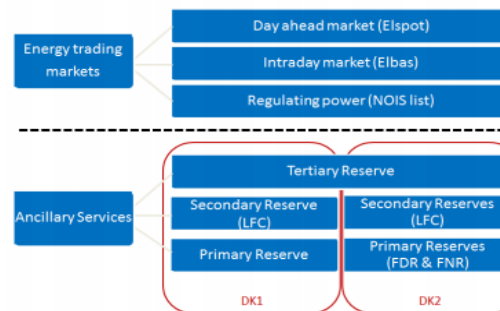 Energy trading
markets
Day ahead market (Elspot)
Intraday market (Elbas)
Regulating power (NOIS list)
Ancillary Services
Tertiary Reserve
Secondary Reserve
(LFC)
Secondary Reserves
(LFC)
Primary Reserve
Primary Reserves
(FDR & FNR)
DK1
DK2